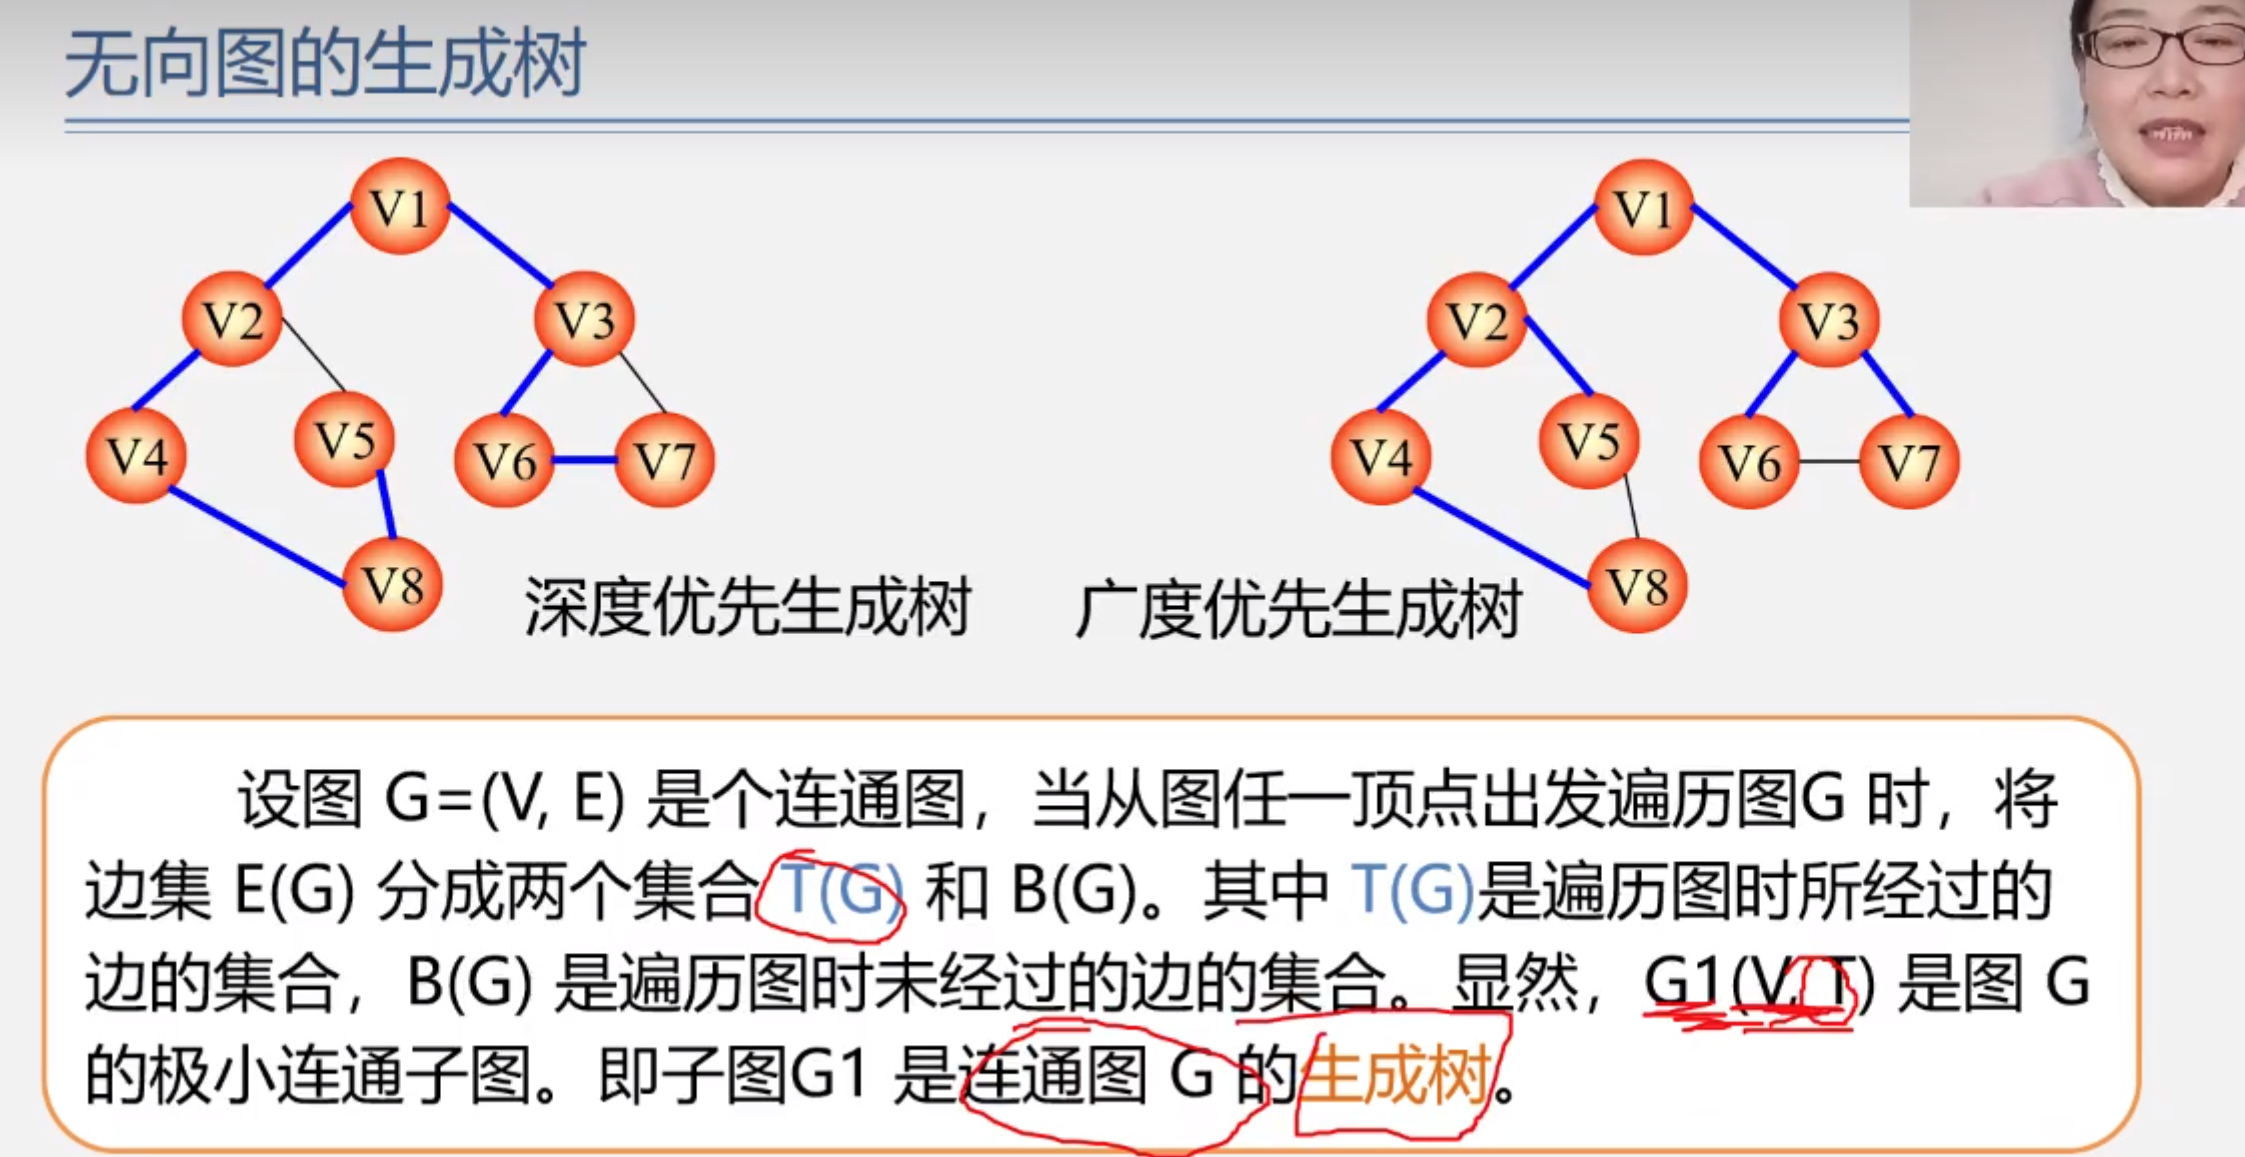 无向图的生成树
V1
V2
V3
V4
V5
V6
V7
V8
深度优先生成树
V1
V2
V3
V4
V5
V6
V7
V8
广度优先生成树
设图 G=(V, E) 是个连通图，当从图任一顶点出发遍历图G 时，将
边集 E(G) 分成两个集合 T(G) 和 B(G)。其中 T(G)是遍历图时所经过的
边的集合，B(G) 是遍历图时未经过的边的集合。显然，G1(V, T) 是图 G
的极小连通子图。即子图G1 是连通图 G 的生成树。